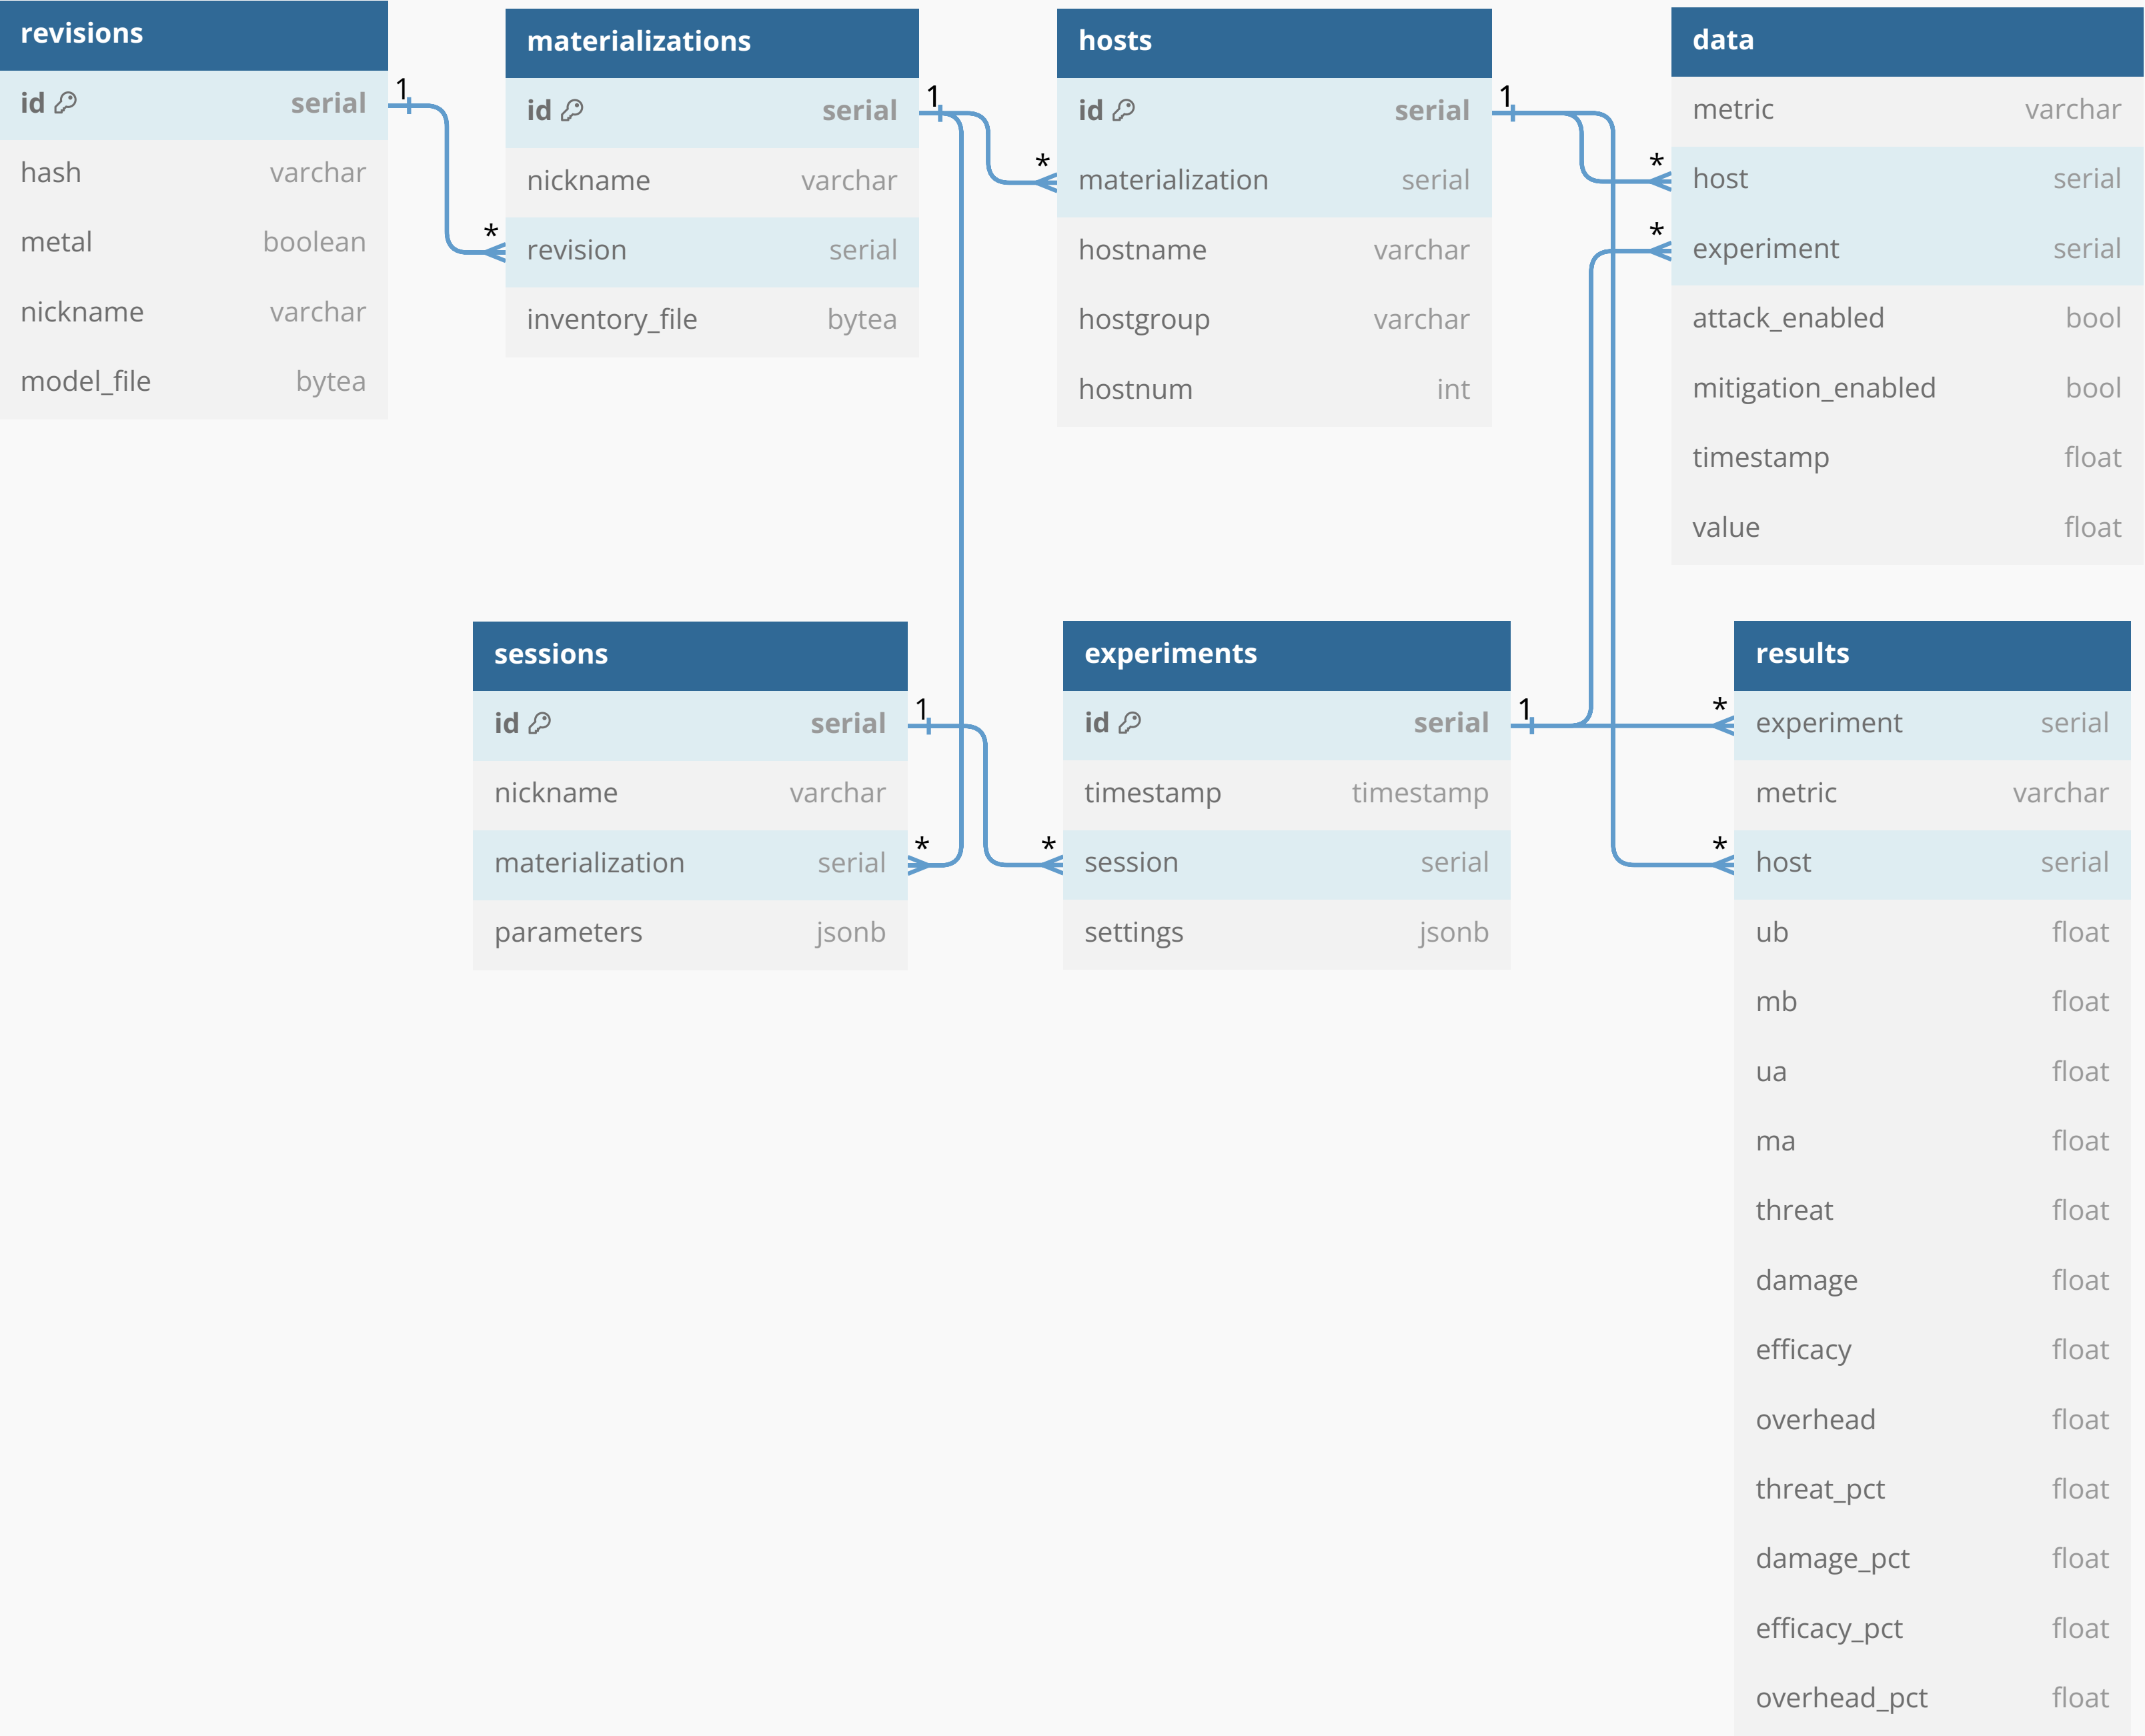 revisions
id serial
hash varchar
metal boolean
nickname varchar
model_file bytea
1
*
materializations
id serial
nickname varchar
revision serial
inventory_file bytea
1
*
hosts
id serial
materialization serial
hostname varchar
hostgroup varchar
hostnum int
1
*
*
data
metric varchar
host serial
experiment serial
attack_enabled bool
mitigation_enabled bool
timestamp float
value float
sessions
id serial
nickname varchar
materialization serial
parameters jsonb
1
*
*
experiments
id serial
timestamp timestamp
session serial
settings jsonb
1
*
*
results
experiment serial
metric varchar
host serial
ub float
mb float
ua float
ma float
threat float
damage float
efficacy float
overhead float
threat_pct float
damage_pct float
efficacy_pct float
overhead_pct float